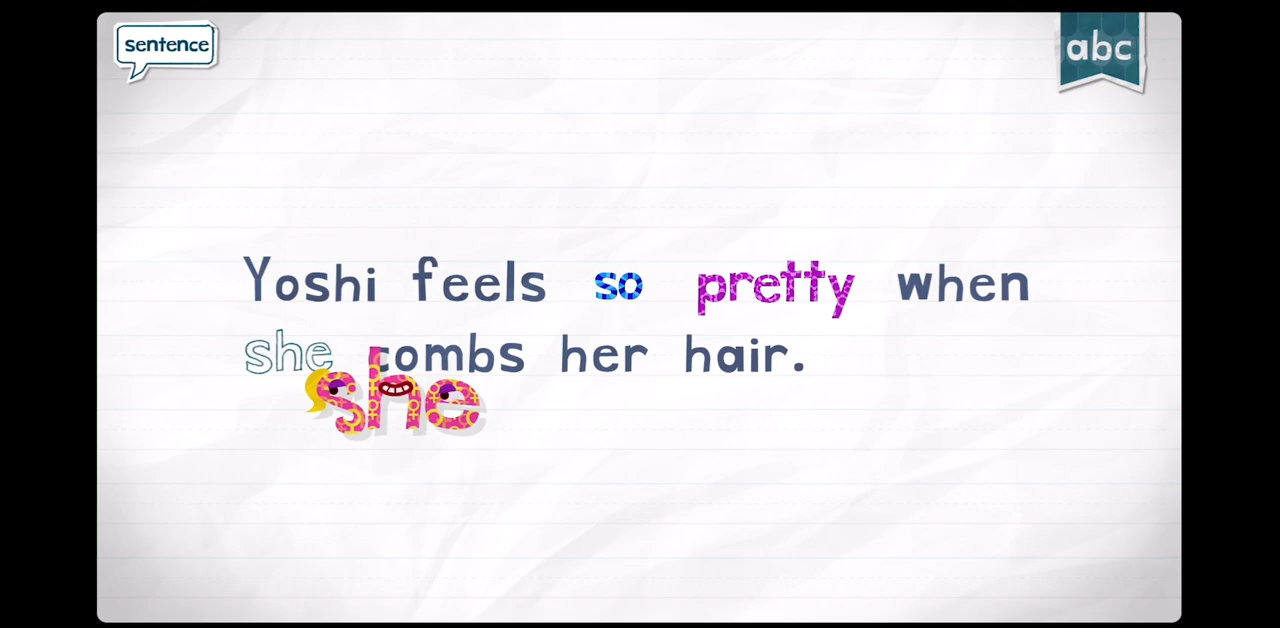 sentence
abc
Yoshi feels so pretty when
she combs her hair.
she